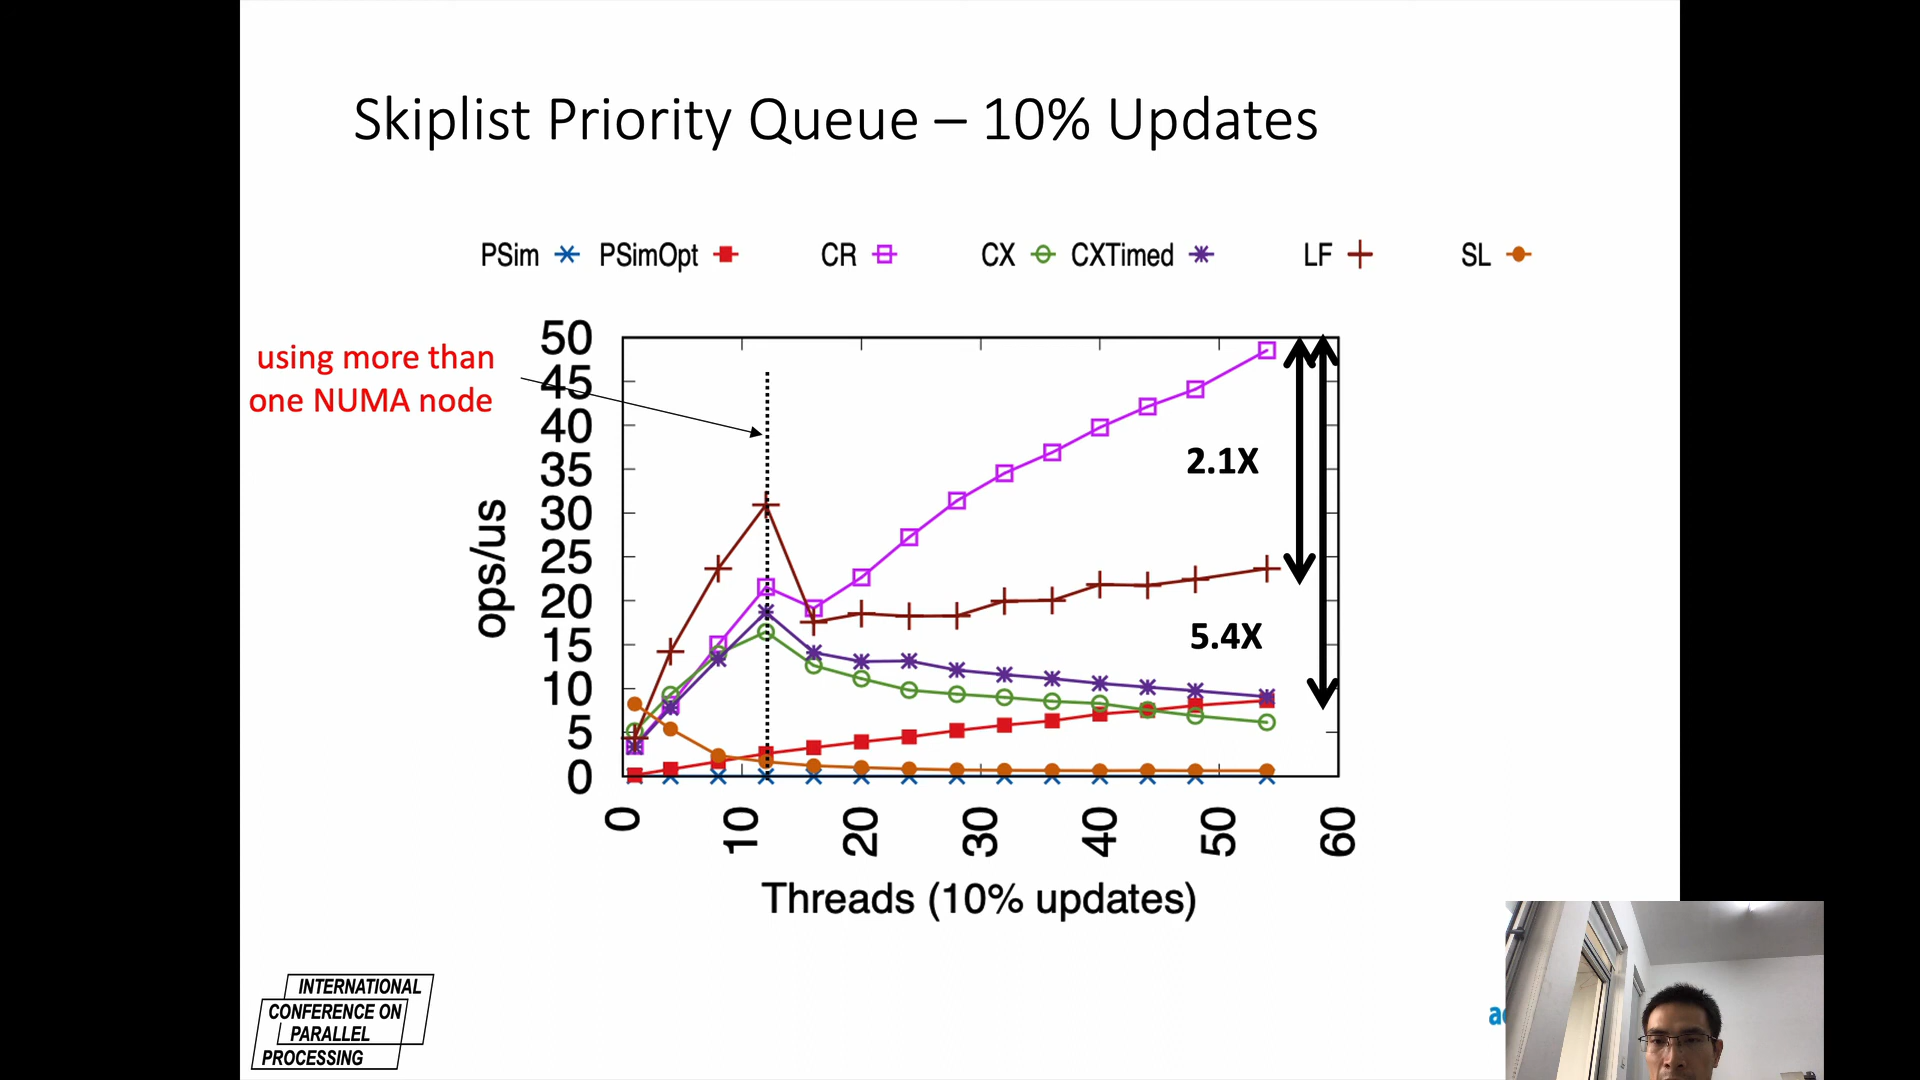 Skiplist Priority Queue – 10% Updates
PSim PSimOpt CR CX CXTimed LF SL
using more than
one NUMA node
50
45
40
35
30
25
20
15
10
5
0
ops/us
2.1X
5.4X
0 10 20 30 40 50 60
Threads (10% updates)
INTERNATIONAL
CONFERENCE ON
PARALLEL
PROCESSING